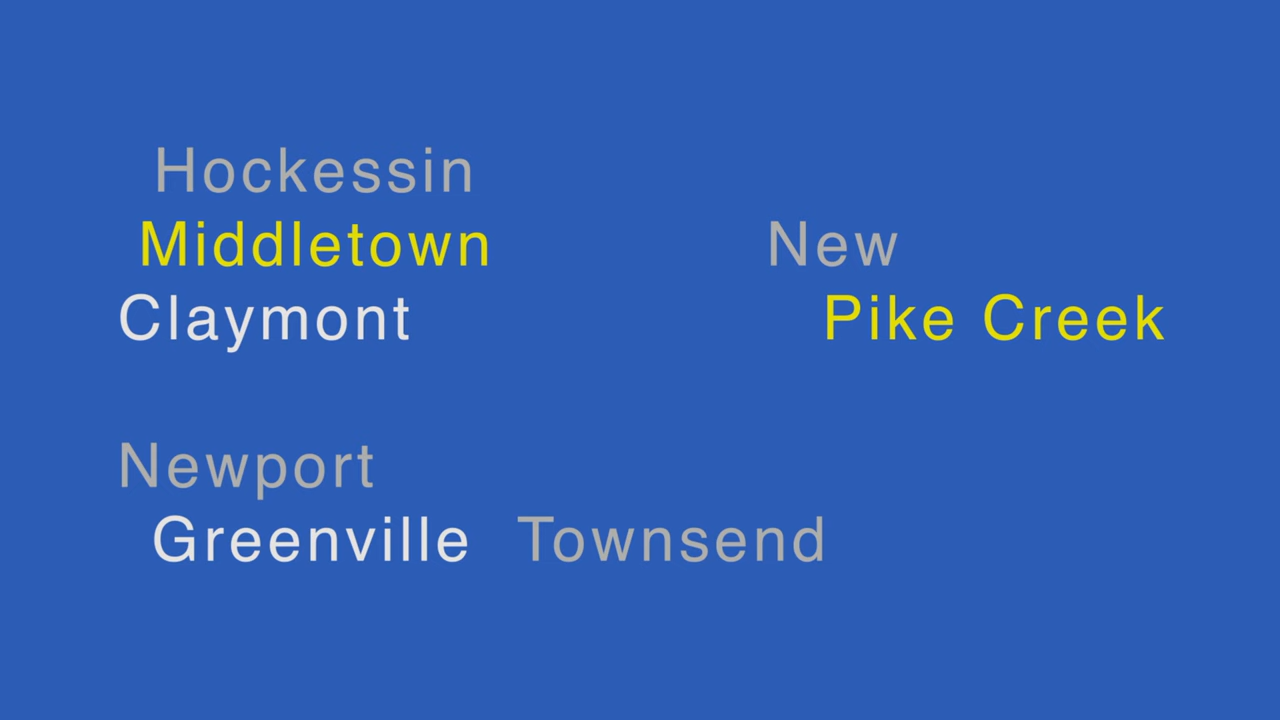 Hockessin
Middletown New
Claymont Pike Creek
Newport
Greenville Townsend